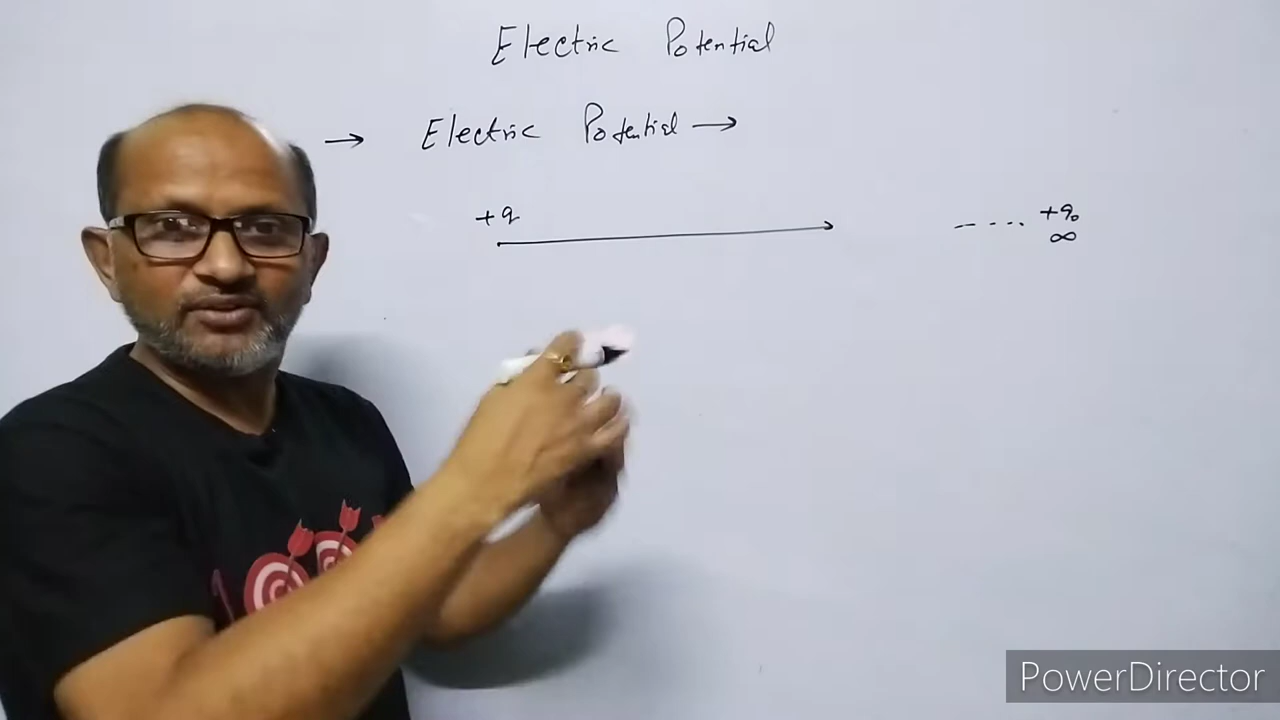 Electric Potential
→ Electric Potential →
+q ---- +q₀
∞
PowerDirector